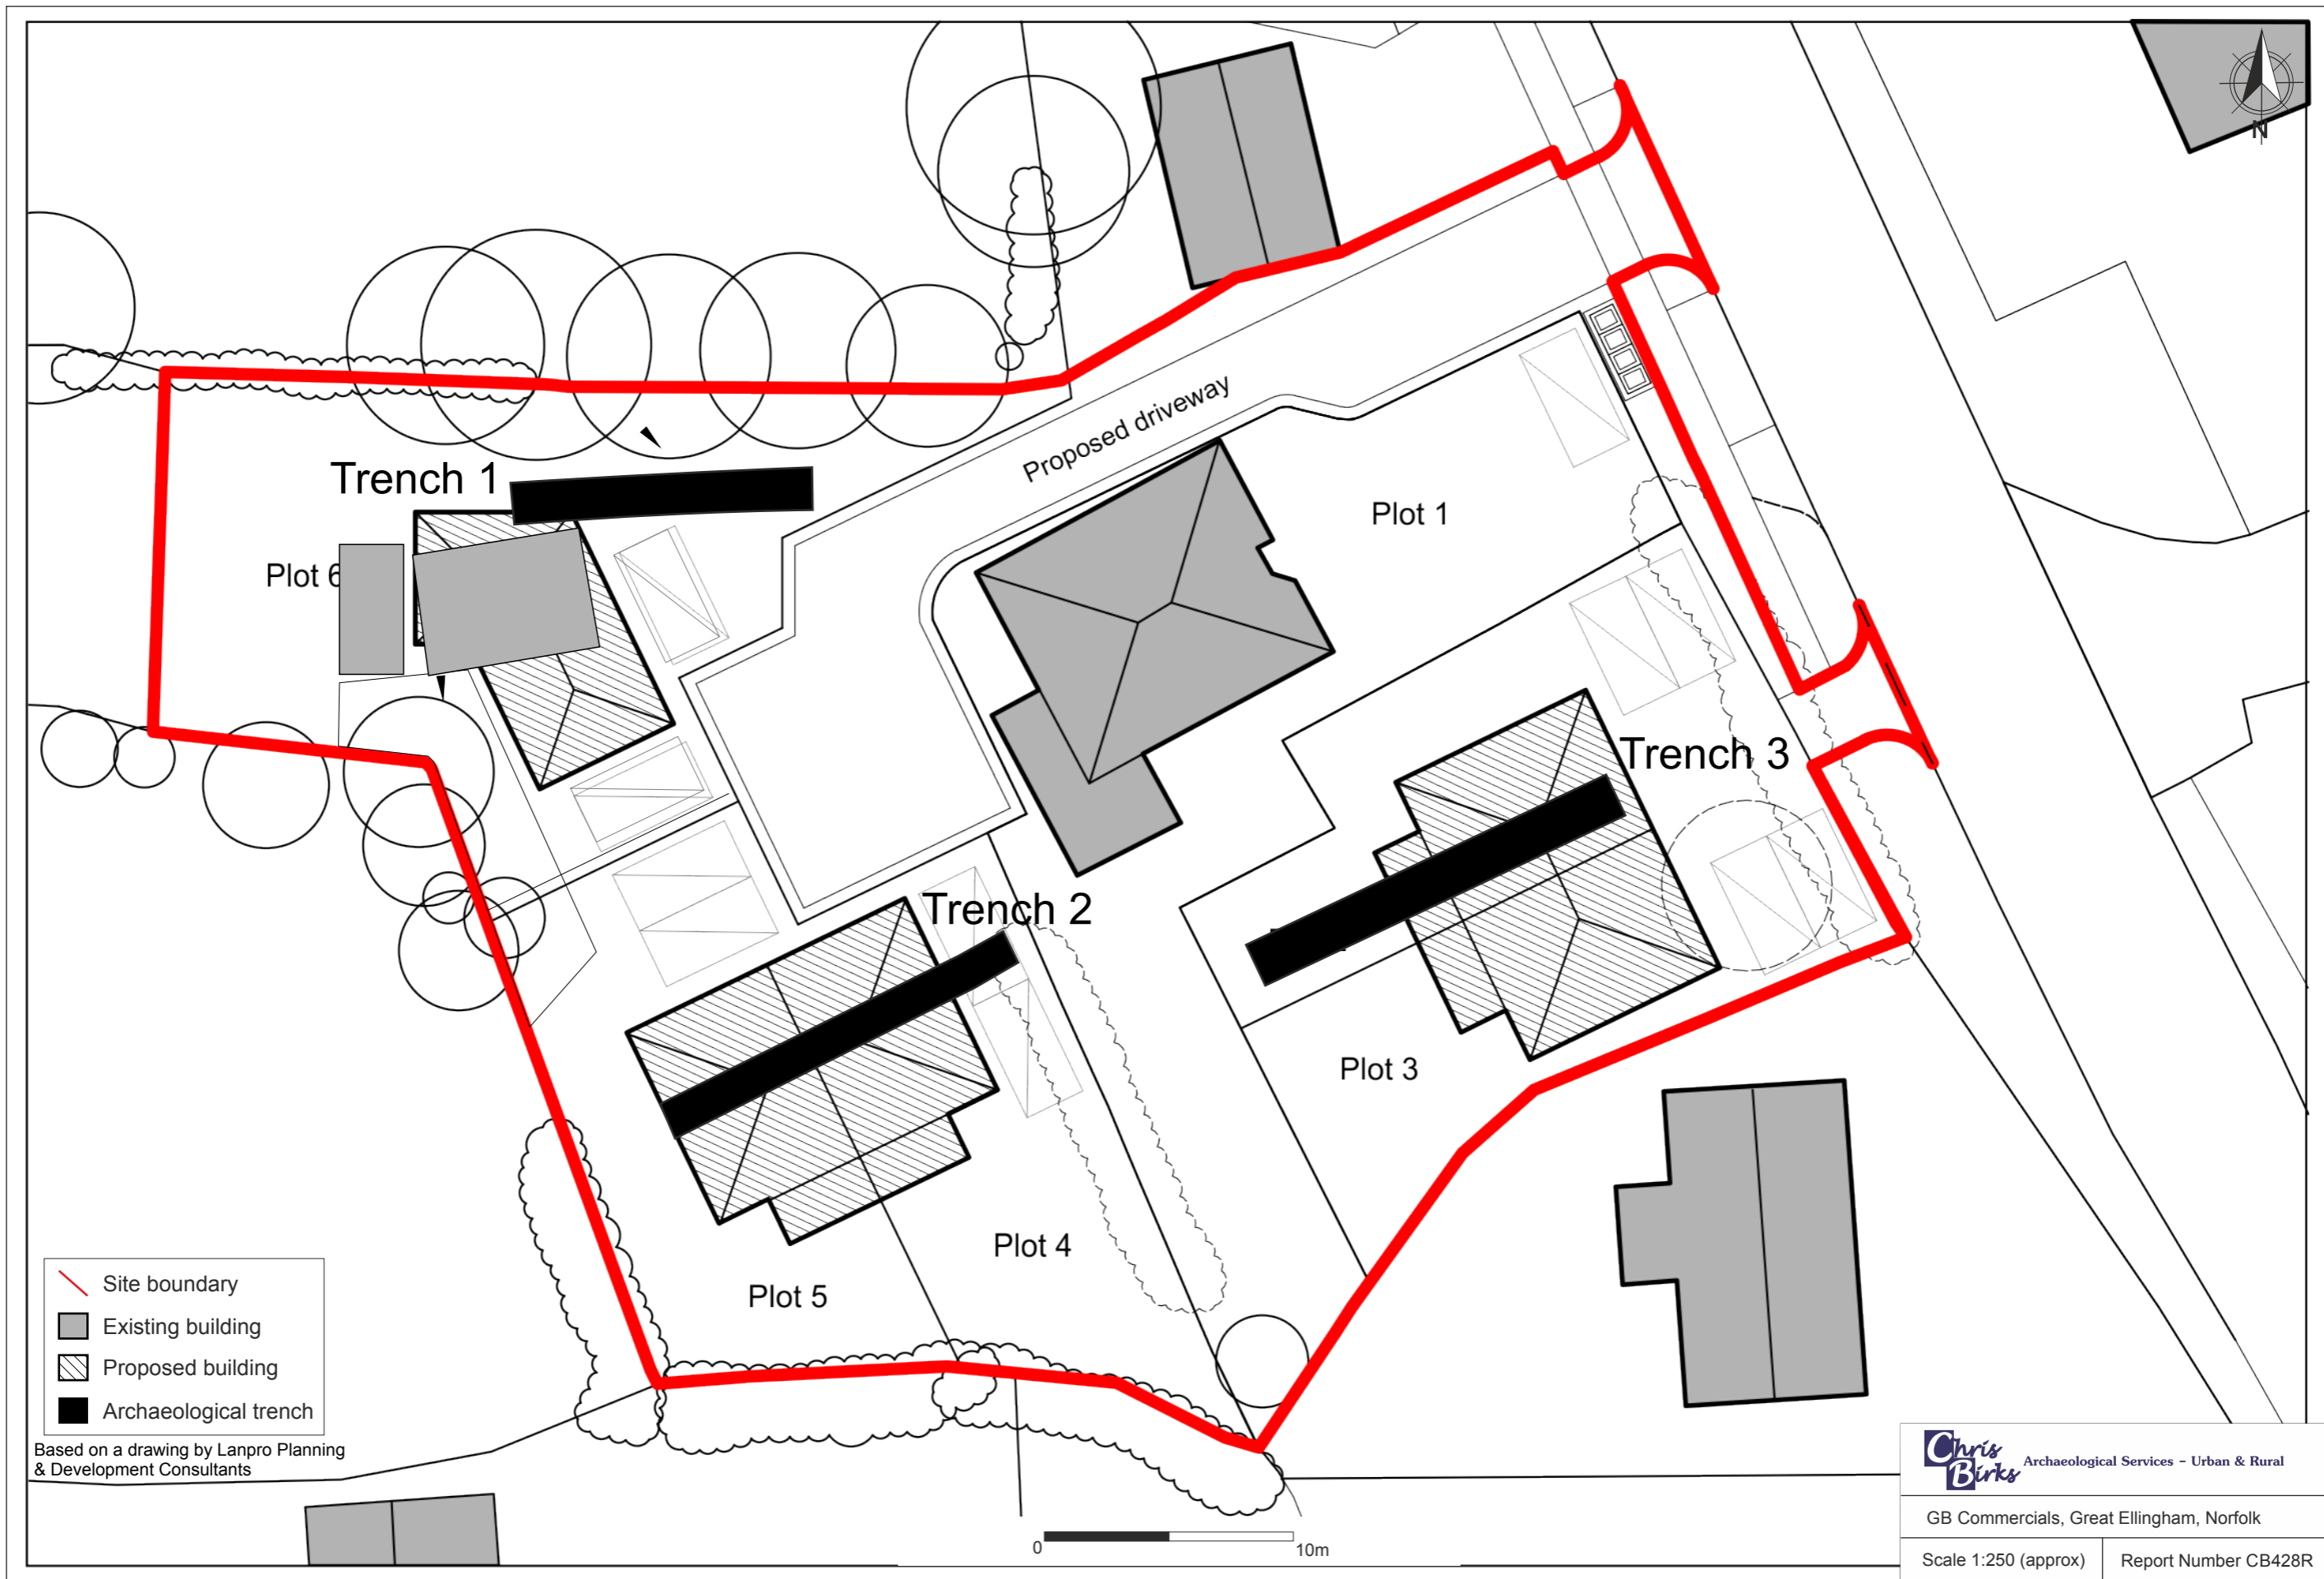 N
Proposed driveway
Trench 1
Plot 1
Plot 6
Trench 3
Trench 2
Plot 3
Plot 4
Plot 5
Site boundary
Existing building
Proposed building
Archaeological trench
Based on a drawing by Lanpro Planning
& Development Consultants
0
10m
Chris
Birks
Archaeological Services - Urban & Rural
GB Commercials, Great Ellingham, Norfolk
Scale 1:250 (approx)
Report Number CB428R